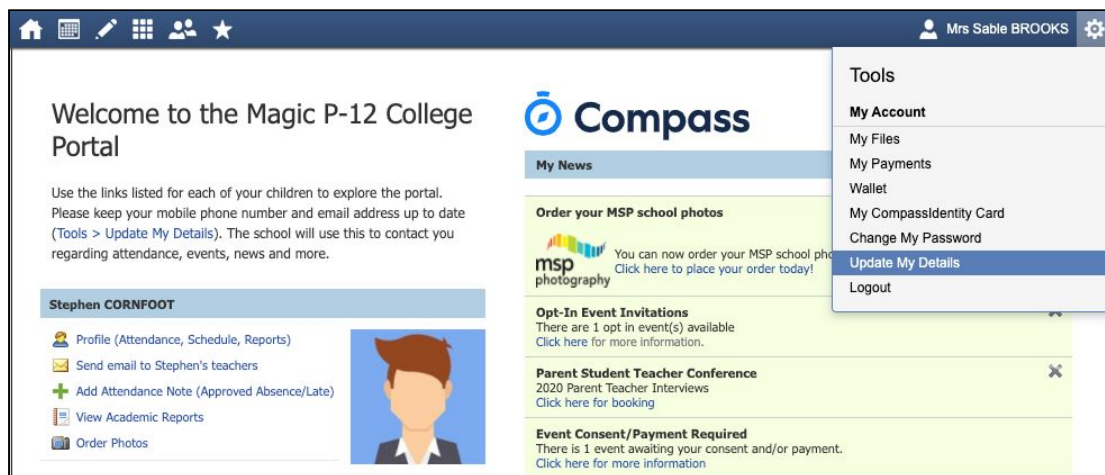 Mrs Sable BROOKS
Welcome to the Magic P-12 College
Portal
Use the links listed for each of your children to explore the portal.
Please keep your mobile phone number and email address up to date
(Tools > Update My Details). The school will use this to contact you
regarding attendance, events, news and more.
Stephen CORNFOOT
Profile (Attendance, Schedule, Reports)
Send email to Stephen's teachers
Add Attendance Note (Approved Absence/Late)
View Academic Reports
Order Photos
Compass
My News
Order your MSP school photos
msp
photography
You can now order your MSP school
Click here to place your order today!
Opt-In Event Invitations
There are 1 opt in event(s) available
Click here for more information.
Parent Student Teacher Conference
2020 Parent Teacher Interviews
Click here for booking
Event Consent/Payment Required
There is 1 event awaiting your consent and/or payment.
Click here for more information
Tools
My Account
My Files
My Payments
Wallet
My CompassIdentity Card
Change My Password
Update My Details
Logout